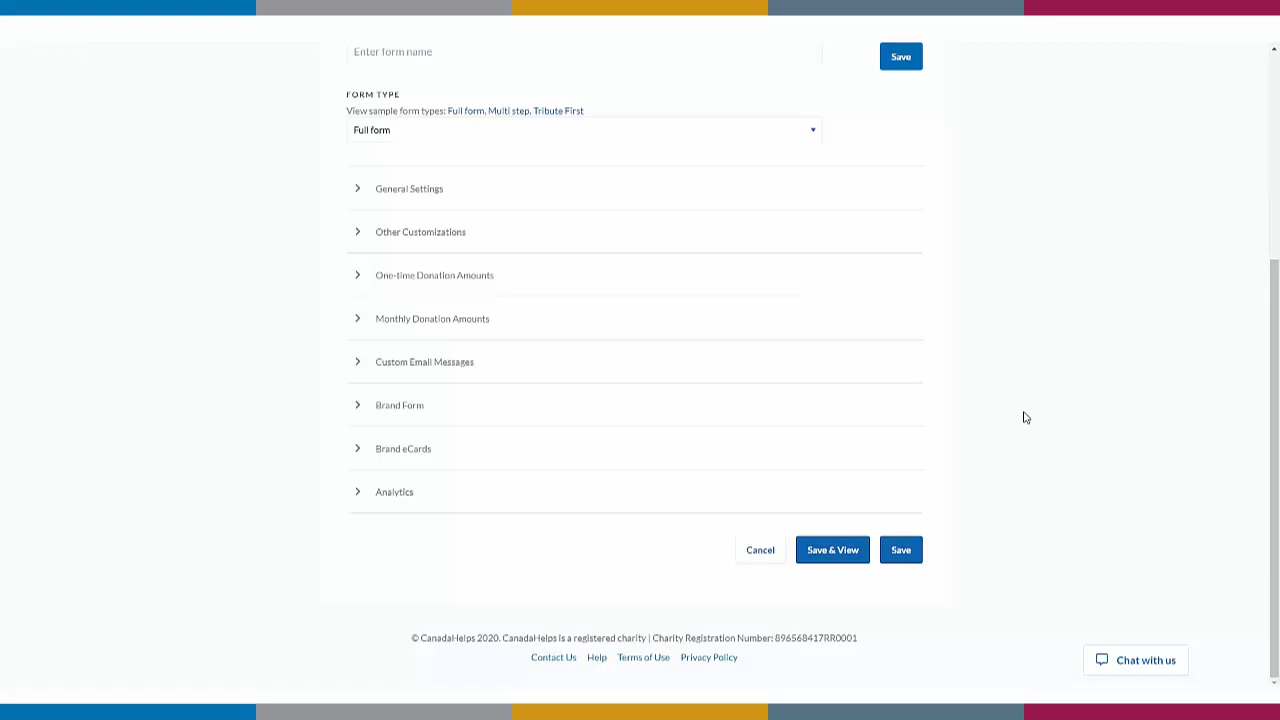 Enter form name
Save
FORM TYPE
View sample form types: Full form, Multi step, Tribute First
Full form
General Settings
Other Customizations
One-time Donation Amounts
Monthly Donation Amounts
Custom Email Messages
Brand Form
Brand eCards
Analytics
Cancel
Save & View
Save
© CanadaHelps 2020. CanadaHelps is a registered charity | Charity Registration Number: 896568417RR0001
Contact Us Help Terms of Use Privacy Policy
Chat with us